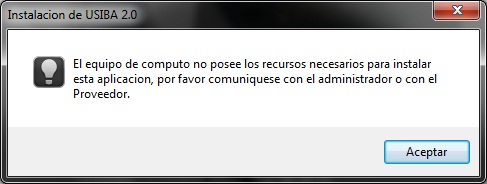 Instalacion de USIBA 2.0
El equipo de computo no posee los recursos necesarios para instalar
esta aplicacion, por favor comuniquese con el administrador o con el
Proveedor.
Aceptar